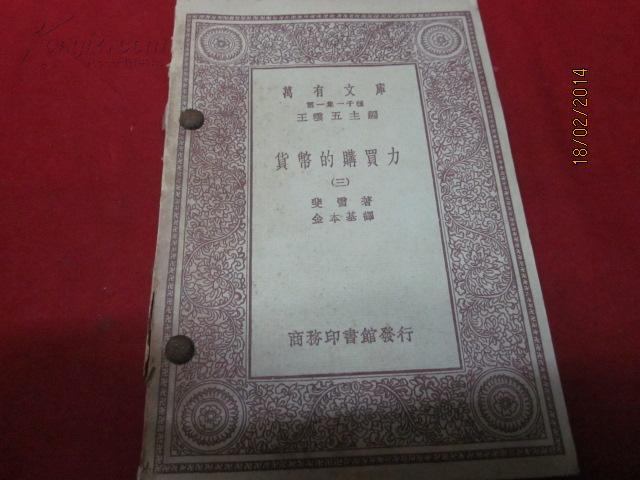 萬有文庫
第一集一千種
王雲五主編
貨幣的購買力
(三)
斐雪著
金本基譯
商務印書館發行
18/02/2014